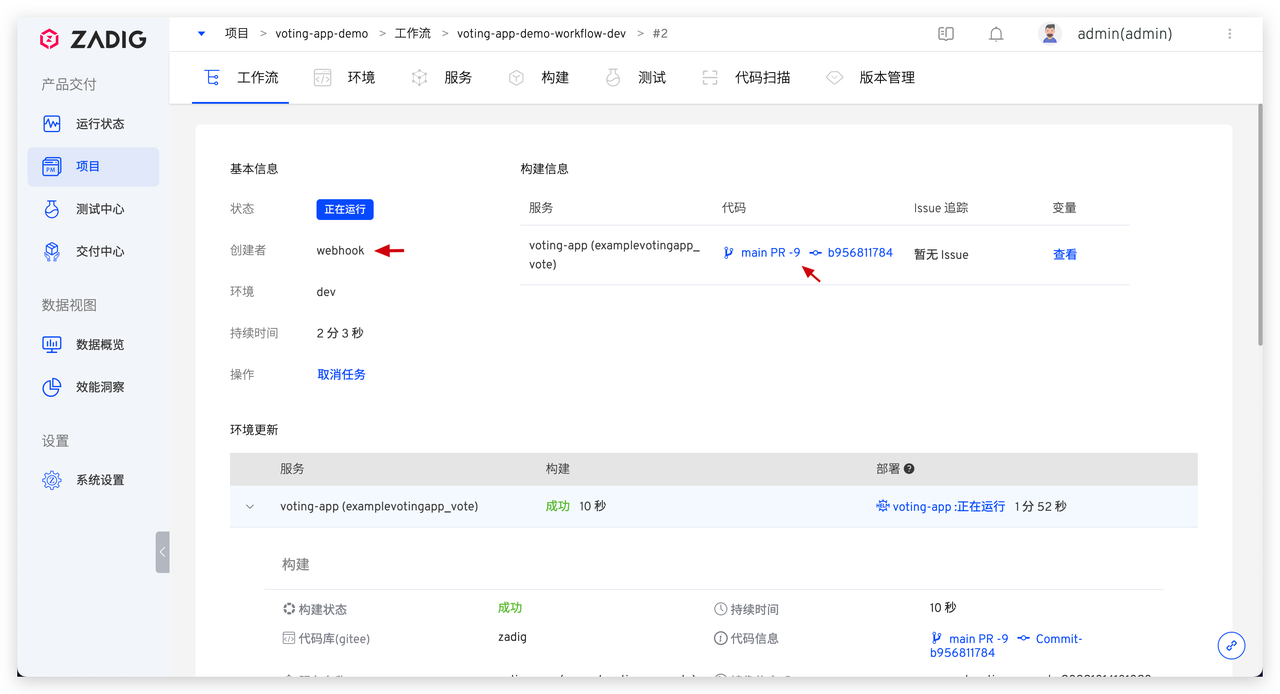 ZADIG
项目 > voting-app-demo > 工作流 > voting-app-demo-workflow-dev > #2
admin(admin)
工作流 环境 服务 构建 测试 代码扫描 版本管理
产品交付
运行状态
项目
测试中心
交付中心
数据视图
数据概览
效能洞察
设置
系统设置
基本信息
状态 正在运行
创建者 webhook
环境 dev
持续时间 2 分 3 秒
操作 取消任务
构建信息
服务 代码 Issue 追踪 变量
voting-app (examplevotingapp_
vote)
main PR -9 b956811784 暂无 Issue 查看
环境更新
服务 构建 部署
voting-app (examplevotingapp_vote) 成功 10 秒 voting-app :正在运行 1 分 52 秒
构建
构建状态 成功 持续时间 10 秒
代码库(gitee) zadig 代码信息 main PR -9 Commit-
b956811784